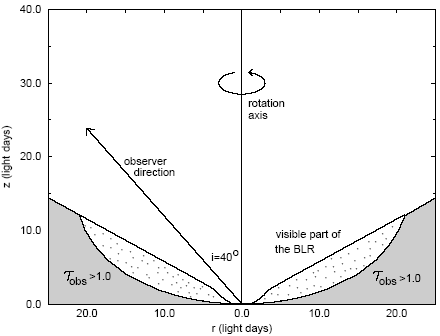 40.0
30.0
rotation
axis
z (light days)
20.0
observer
direction
visible part of
the BLR
10.0
i=40°
𝒯obs >1.0
𝒯obs >1.0
0.0
20.0 10.0 0.0 10.0 20.0
r (light days)